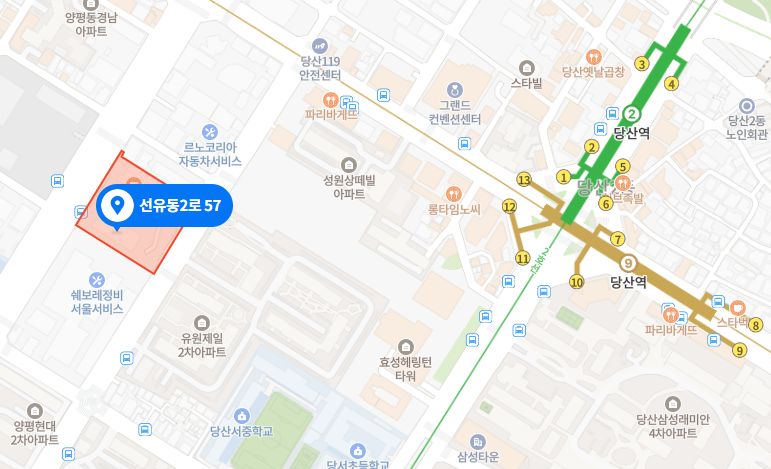 양평동경남
아파트
당산119
안전센터
파리바게뜨
그랜드
컨벤션센터
스타빌
당산옛날곱창
3
4
2
당산역
당산2동
노인회관
르노코리아
자동차서비스
성원상떼빌
아파트
롱타임노씨
13
12
11
1
2
5
6
7
10
선유동2로 57
2호선
9
당산역
쉐보레정비
서울서비스
유원제일
2차아파트
효성헤링턴
타워
파리바게뜨
스타벅
8
9
양평현대
2차아파트
당산서중학교
당서초등학교
삼성타운
당산삼성래미안
4차아파트